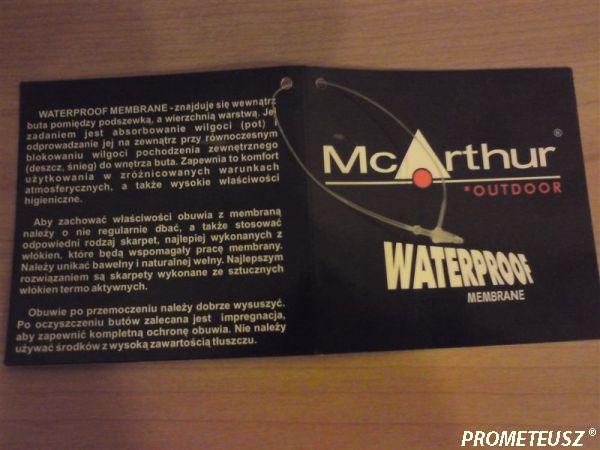 WATERPROOF MEMBRANE - znajduje się wewnątrz
buta pomiędzy podszewką, a wierzchnią warstwą. Jej
zadaniem jest absorbowanie wilgoci (pot) i
odprowadzanie jej na zewnątrz przy równoczesnym
blokowaniu wilgoci pochodzenia zewnętrznego
(deszcz, śnieg) do wnętrza buta. Zapewnia to komfort
użytkowania w zróżnicowanych warunkach
atmosferycznych, a także wysokie właściwości
higieniczne.
Aby zachować właściwości obuwia z membraną
należy o nie regularnie dbać, a także stosować
odpowiedni rodzaj skarpet, najlepiej wykonanych z
włókien, które będą wspomagały pracę membrany.
Należy unikać bawełny i naturalnej wełny. Najlepszym
rozwiązaniem są skarpety wykonane ze sztucznych
włókien termo aktywnych.
Obuwie po przemoczeniu należy dobrze wysuszyć.
Po oczyszczeniu butów zalecana jest impregnacja,
aby zapewnić kompletną ochronę obuwia. Nie należy
używać środków z wysoką zawartością tłuszczu.
McArthur ®
*OUTDOOR
WATERPROOF
MEMBRANE
PROMETEUSZ ®